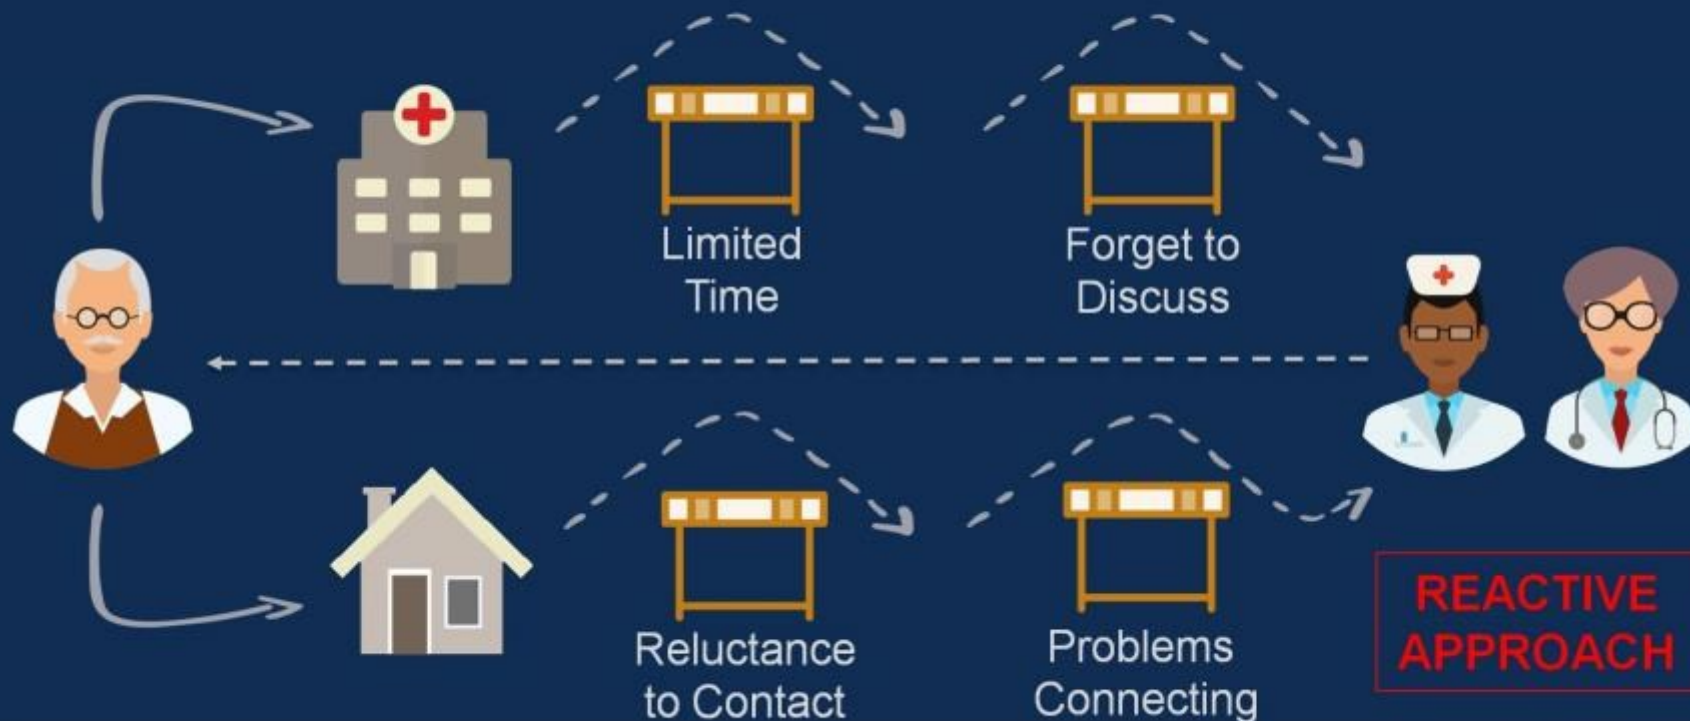 Limited
Time
Forget to
Discuss
Reluctance
to Contact
Problems
Connecting
REACTIVE
APPROACH